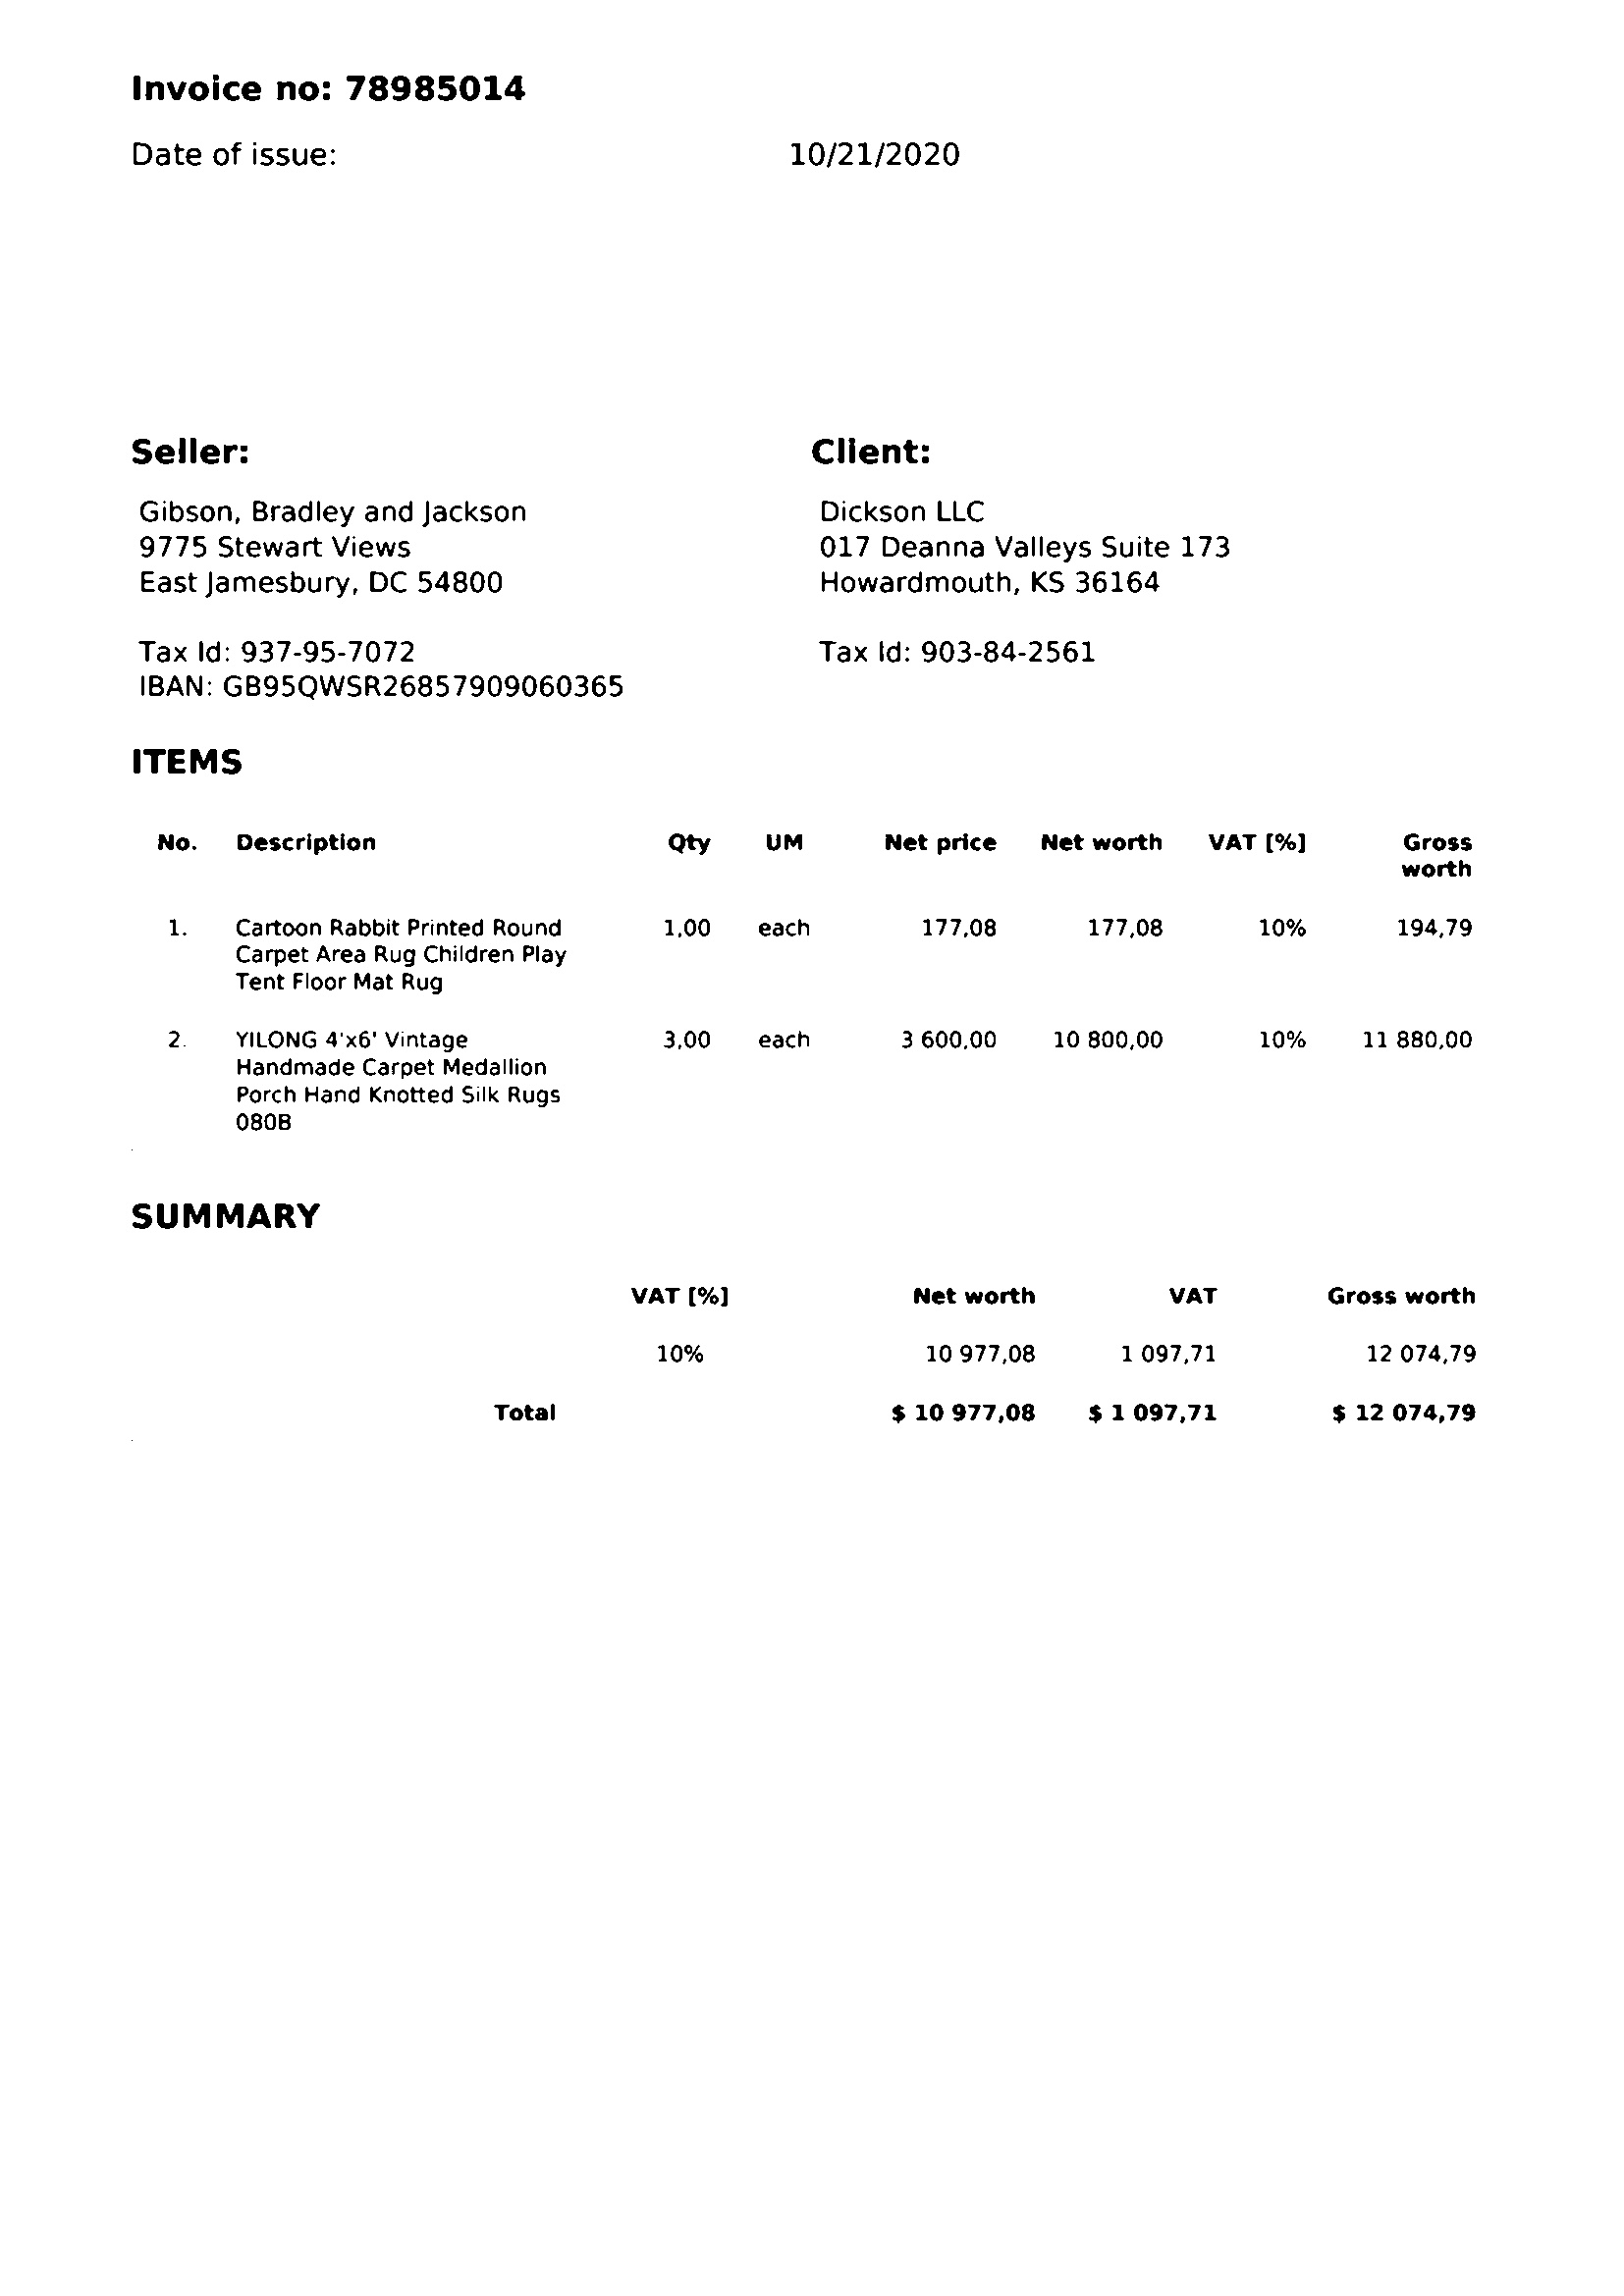 Invoice no: 78985014
Date of issue: 10/21/2020
Seller: Client:
Gibson, Bradley and Jackson Dickson LLC
9775 Stewart Views 017 Deanna Valleys Suite 173
East Jamesbury, DC 54800 Howardmouth, KS 36164
Tax Id: 937-95-7072 Tax Id: 903-84-2561
IBAN: GB95QWSR26857909060365
ITEMS
No. Description Qty UM Net price Net worth VAT [%] Gross
worth
1. Cartoon Rabbit Printed Round 1,00 each 177,08 177,08 10% 194,79
Carpet Area Rug Children Play
Tent Floor Mat Rug
2. YILONG 4'x6' Vintage 3,00 each 3 600,00 10 800,00 10% 11 880,00
Handmade Carpet Medallion
Porch Hand Knotted Silk Rugs
080B
SUMMARY
VAT [%] Net worth VAT Gross worth
10% 10 977,08 1 097,71 12 074,79
Total $ 10 977,08 $ 1 097,71 $ 12 074,79